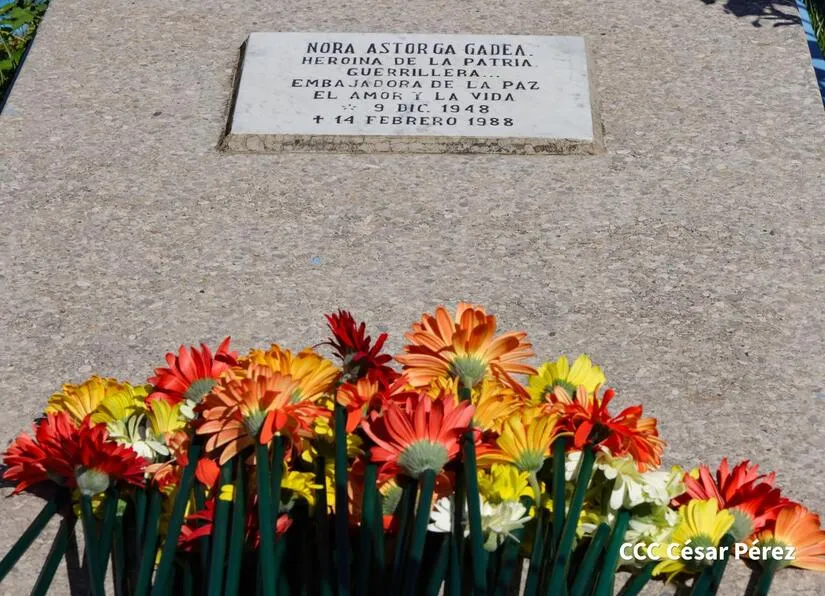 NORA ASTORGA GADEA.
HEROINA DE LA PATRIA.
GUERRILLERA...
EMBAJADORA DE LA PAZ
EL AMOR Y LA VIDA
9 DIC. 1948
✝ 14 FEBRERO 1988
CCC César Pérez